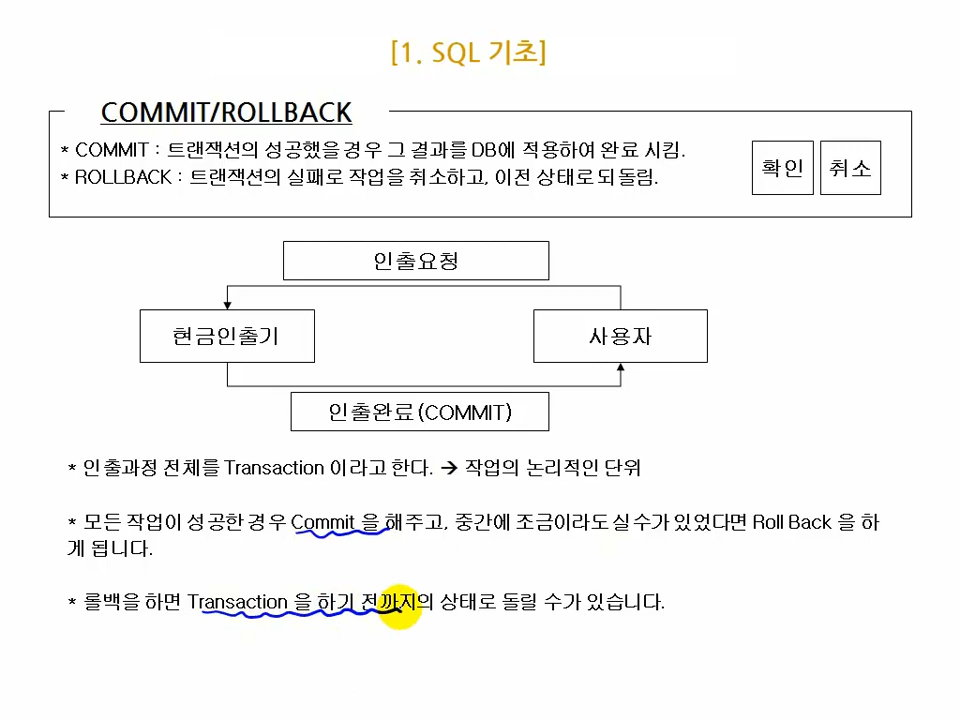 [1. SQL 기초]
COMMIT/ROLLBACK
* COMMIT : 트랜잭션의 성공했을 경우 그 결과를 DB에 적용하여 완료 시킴.
* ROLLBACK : 트랜잭션의 실패로 작업을 취소하고, 이전 상태로 되돌림.
확인 취소
인출요청
현금인출기 사용자
인출완료(COMMIT)
* 인출과정 전체를 Transaction 이라고 한다. → 작업의 논리적인 단위
* 모든 작업이 성공한 경우 Commit 을 해주고, 중간에 조금이라도 실수가 있었다면 Roll Back 을 하
게 됩니다.
* 롤백을 하면 Transaction 을 하기 전까지의 상태로 돌릴 수가 있습니다.